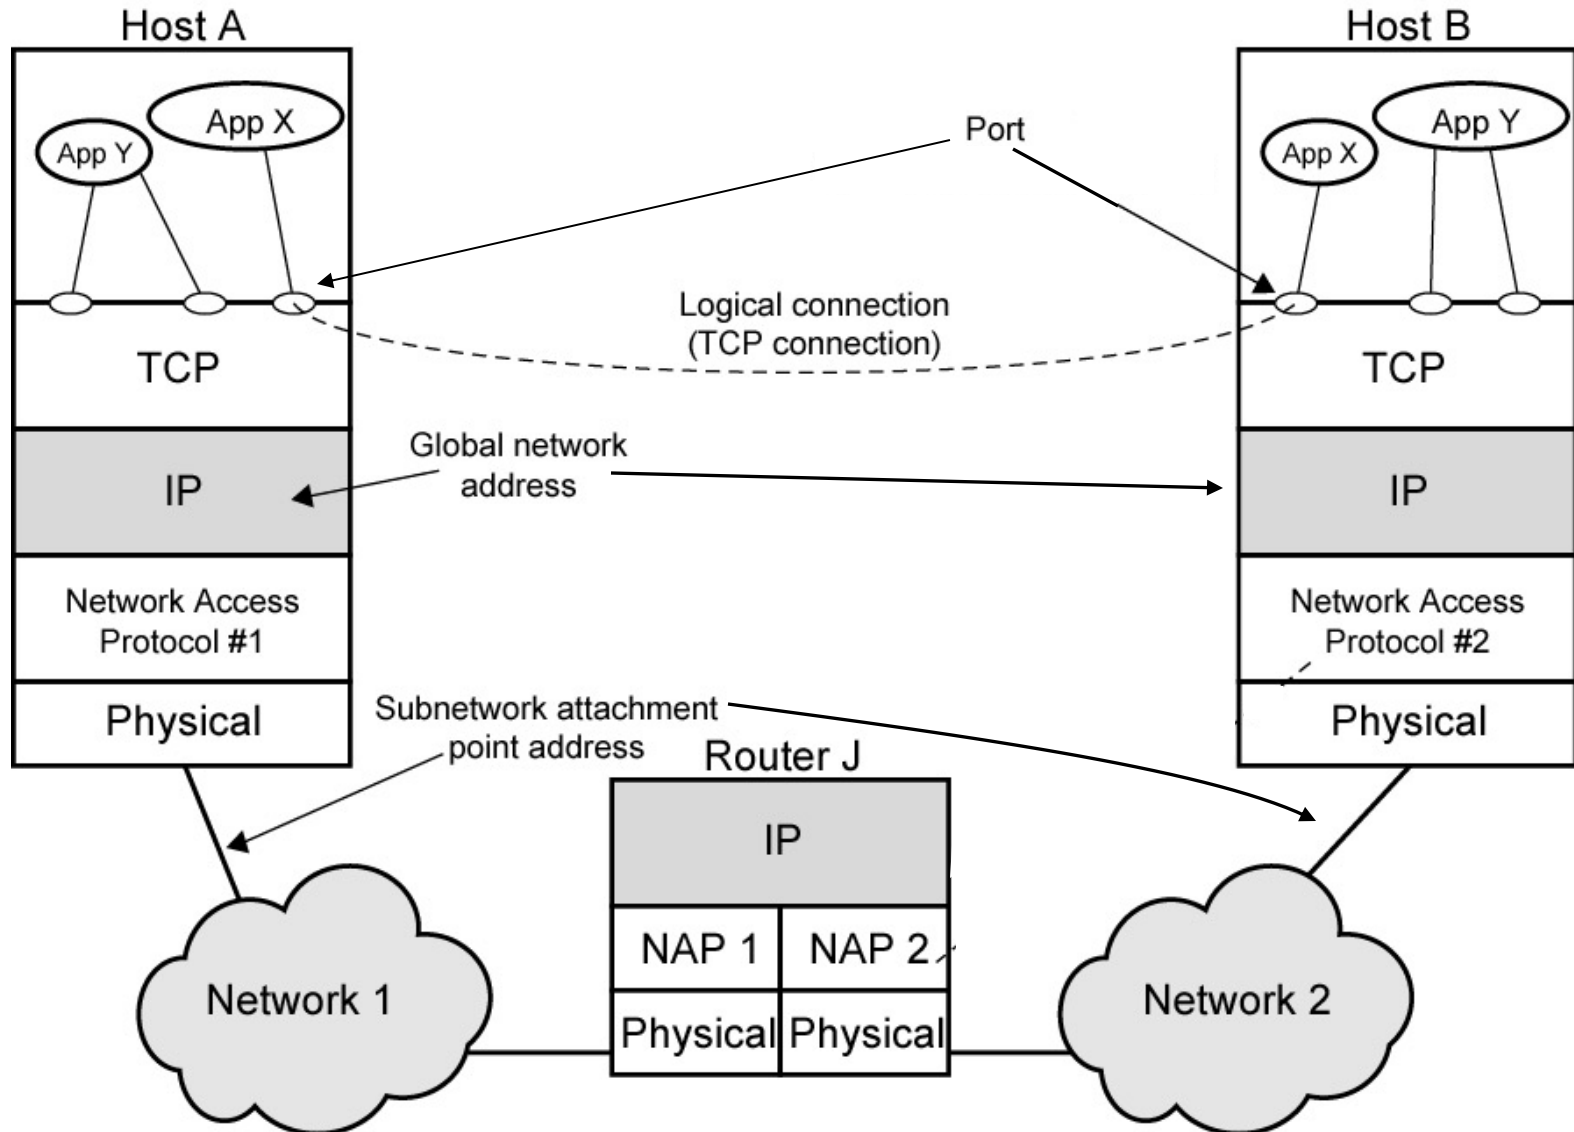 Host A
Host B
App X
App Y
Port
App Y
App X
Logical connection
(TCP connection)
TCP
TCP
Global network
address
IP
IP
Network Access
Protocol #1
Network Access
Protocol #2
Subnetwork attachment
point address
Physical
Physical
Router J
IP
NAP 1
NAP 2
Network 1
Network 2
Physical
Physical